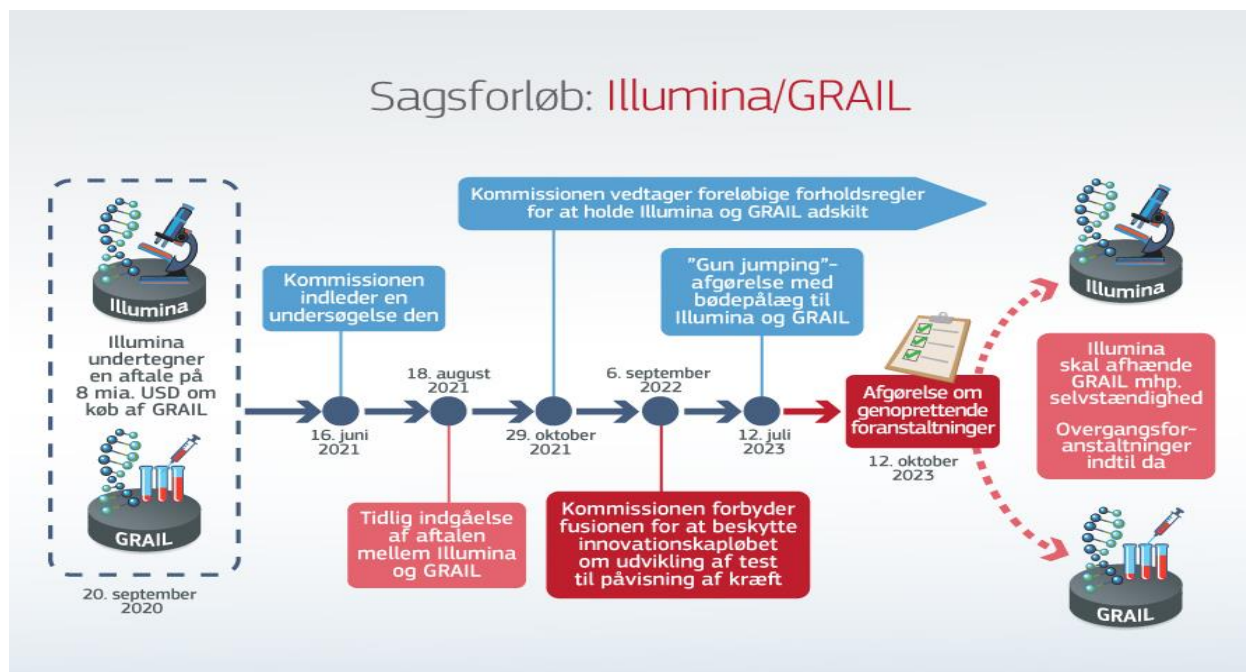 Sagsforløb: Illumina/GRAIL
Illumina
Illumina
undertegner
en aftale på
8 mia. USD om
køb af GRAIL
GRAIL
20. september
2020
Kommissionen
indleder en
undersøgelse den
16. juni
2021
18. august
2021
Tidlig indgåelse
af aftalen
mellem Illumina
og GRAIL
Kommissionen vedtager foreløbige forholdsregler
for at holde Illumina og GRAIL adskilt
29. oktober
2021
6. september
2022
Kommissionen forbyder
fusionen for at beskytte
innovationskapløbet
om udvikling af test
til påvisning af kræft
"Gun jumping"-
afgørelse med
bødepålæg til
Illumina og GRAIL
12. juli
2023
Afgørelse om
genoprettende
foranstaltninger
12. oktober
2023
Illumina
Illumina
skal afhænde
GRAIL mhp.
selvstændighed
Overgangsfor-
anstaltninger
indtil da
GRAIL